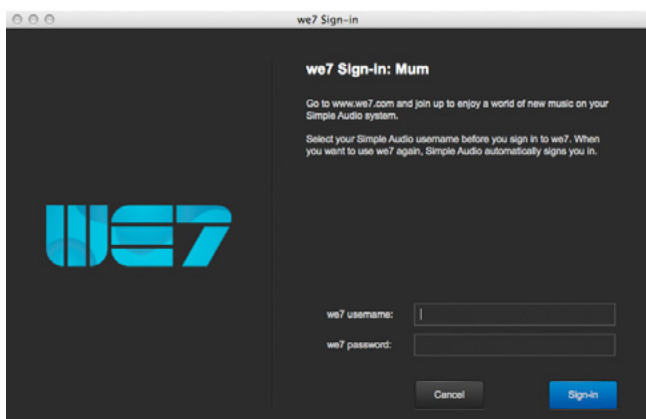 we7 Sign-in
we7 Sign-In: Mum
Go to www.we7.com and join up to enjoy a world of new music on your
Simple Audio system.
Select your Simple Audio username before you sign in to we7. When
you want to use we7 again, Simple Audio automatically signs you in.
WE7
we7 username:
we7 password:
Cancel
Sign-in